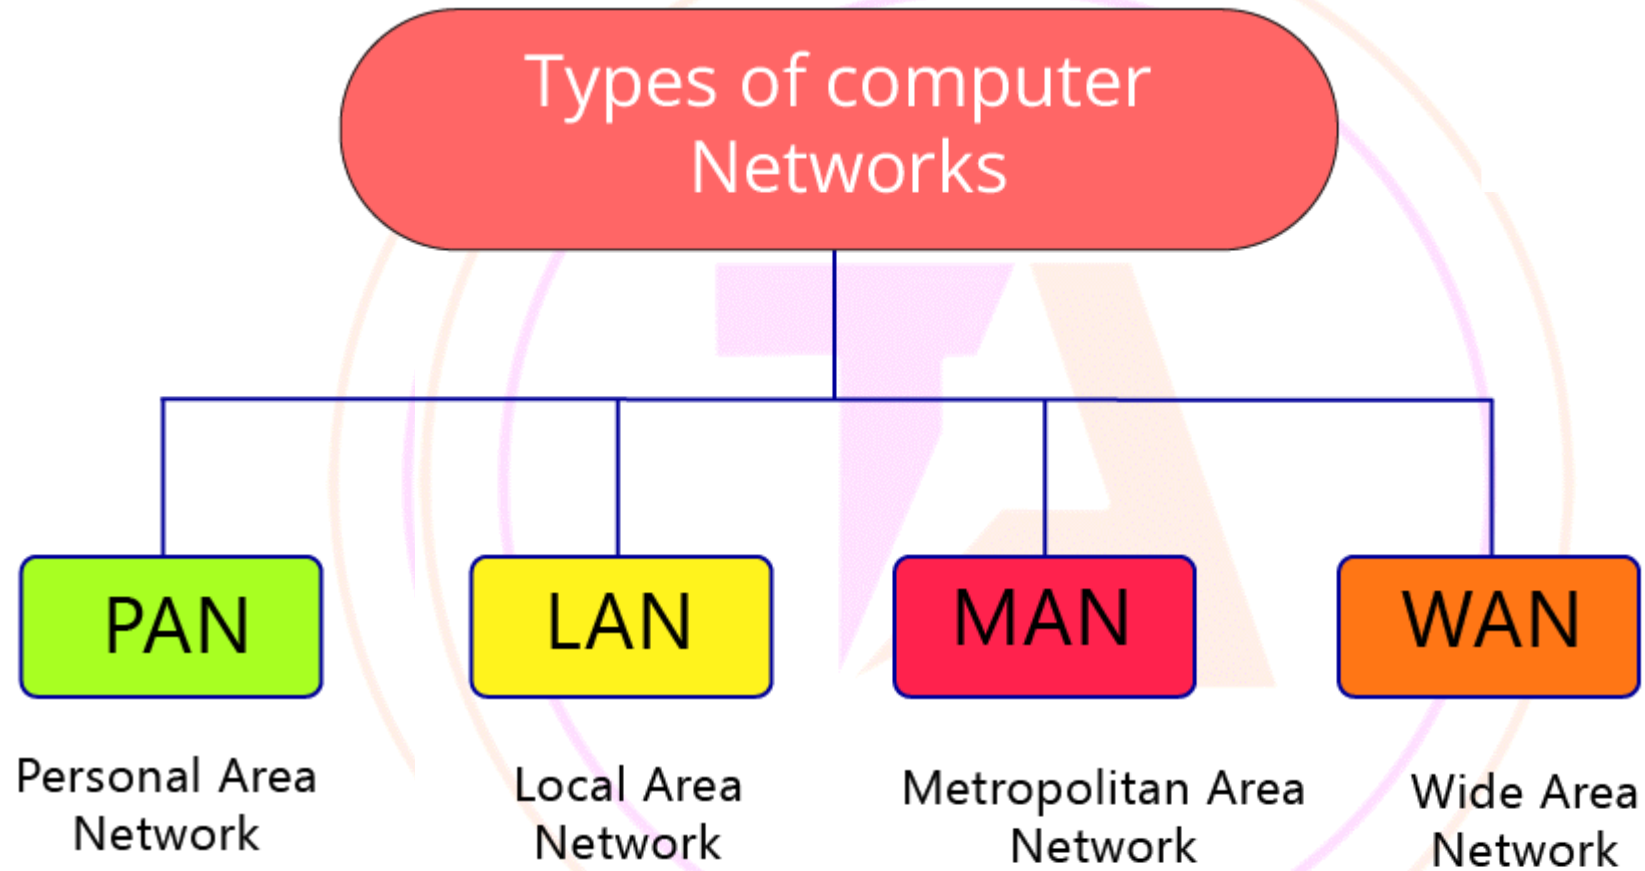 Types of computer
Networks
PAN
LAN
MAN
WAN
Personal Area
Network
Local Area
Network
Metropolitan Area
Network
Wide Area
Network